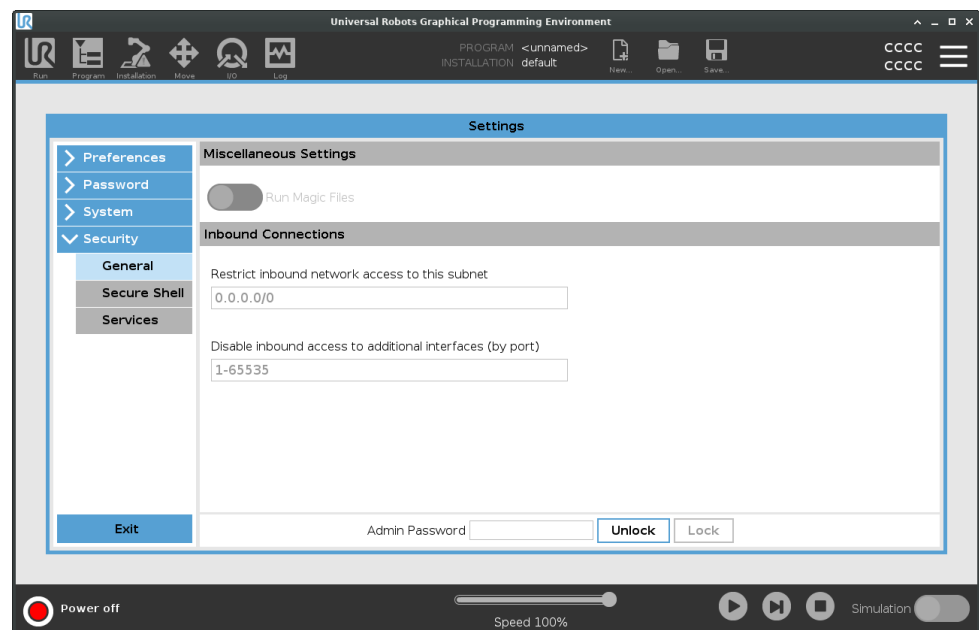 Universal Robots Graphical Programming Environment
PROGRAM <unnamed>
INSTALLATION default
CCCC
CCCC
Run Program Installation Move I/O Log New... Open... Save...
Settings
Preferences
Password
System
Security
General
Secure Shell
Services
Exit
Miscellaneous Settings
Run Magic Files
Inbound Connections
Restrict inbound network access to this subnet
0.0.0.0/0
Disable inbound access to additional interfaces (by port)
1-65535
Admin Password Unlock Lock
Power off
Speed 100%
Simulation